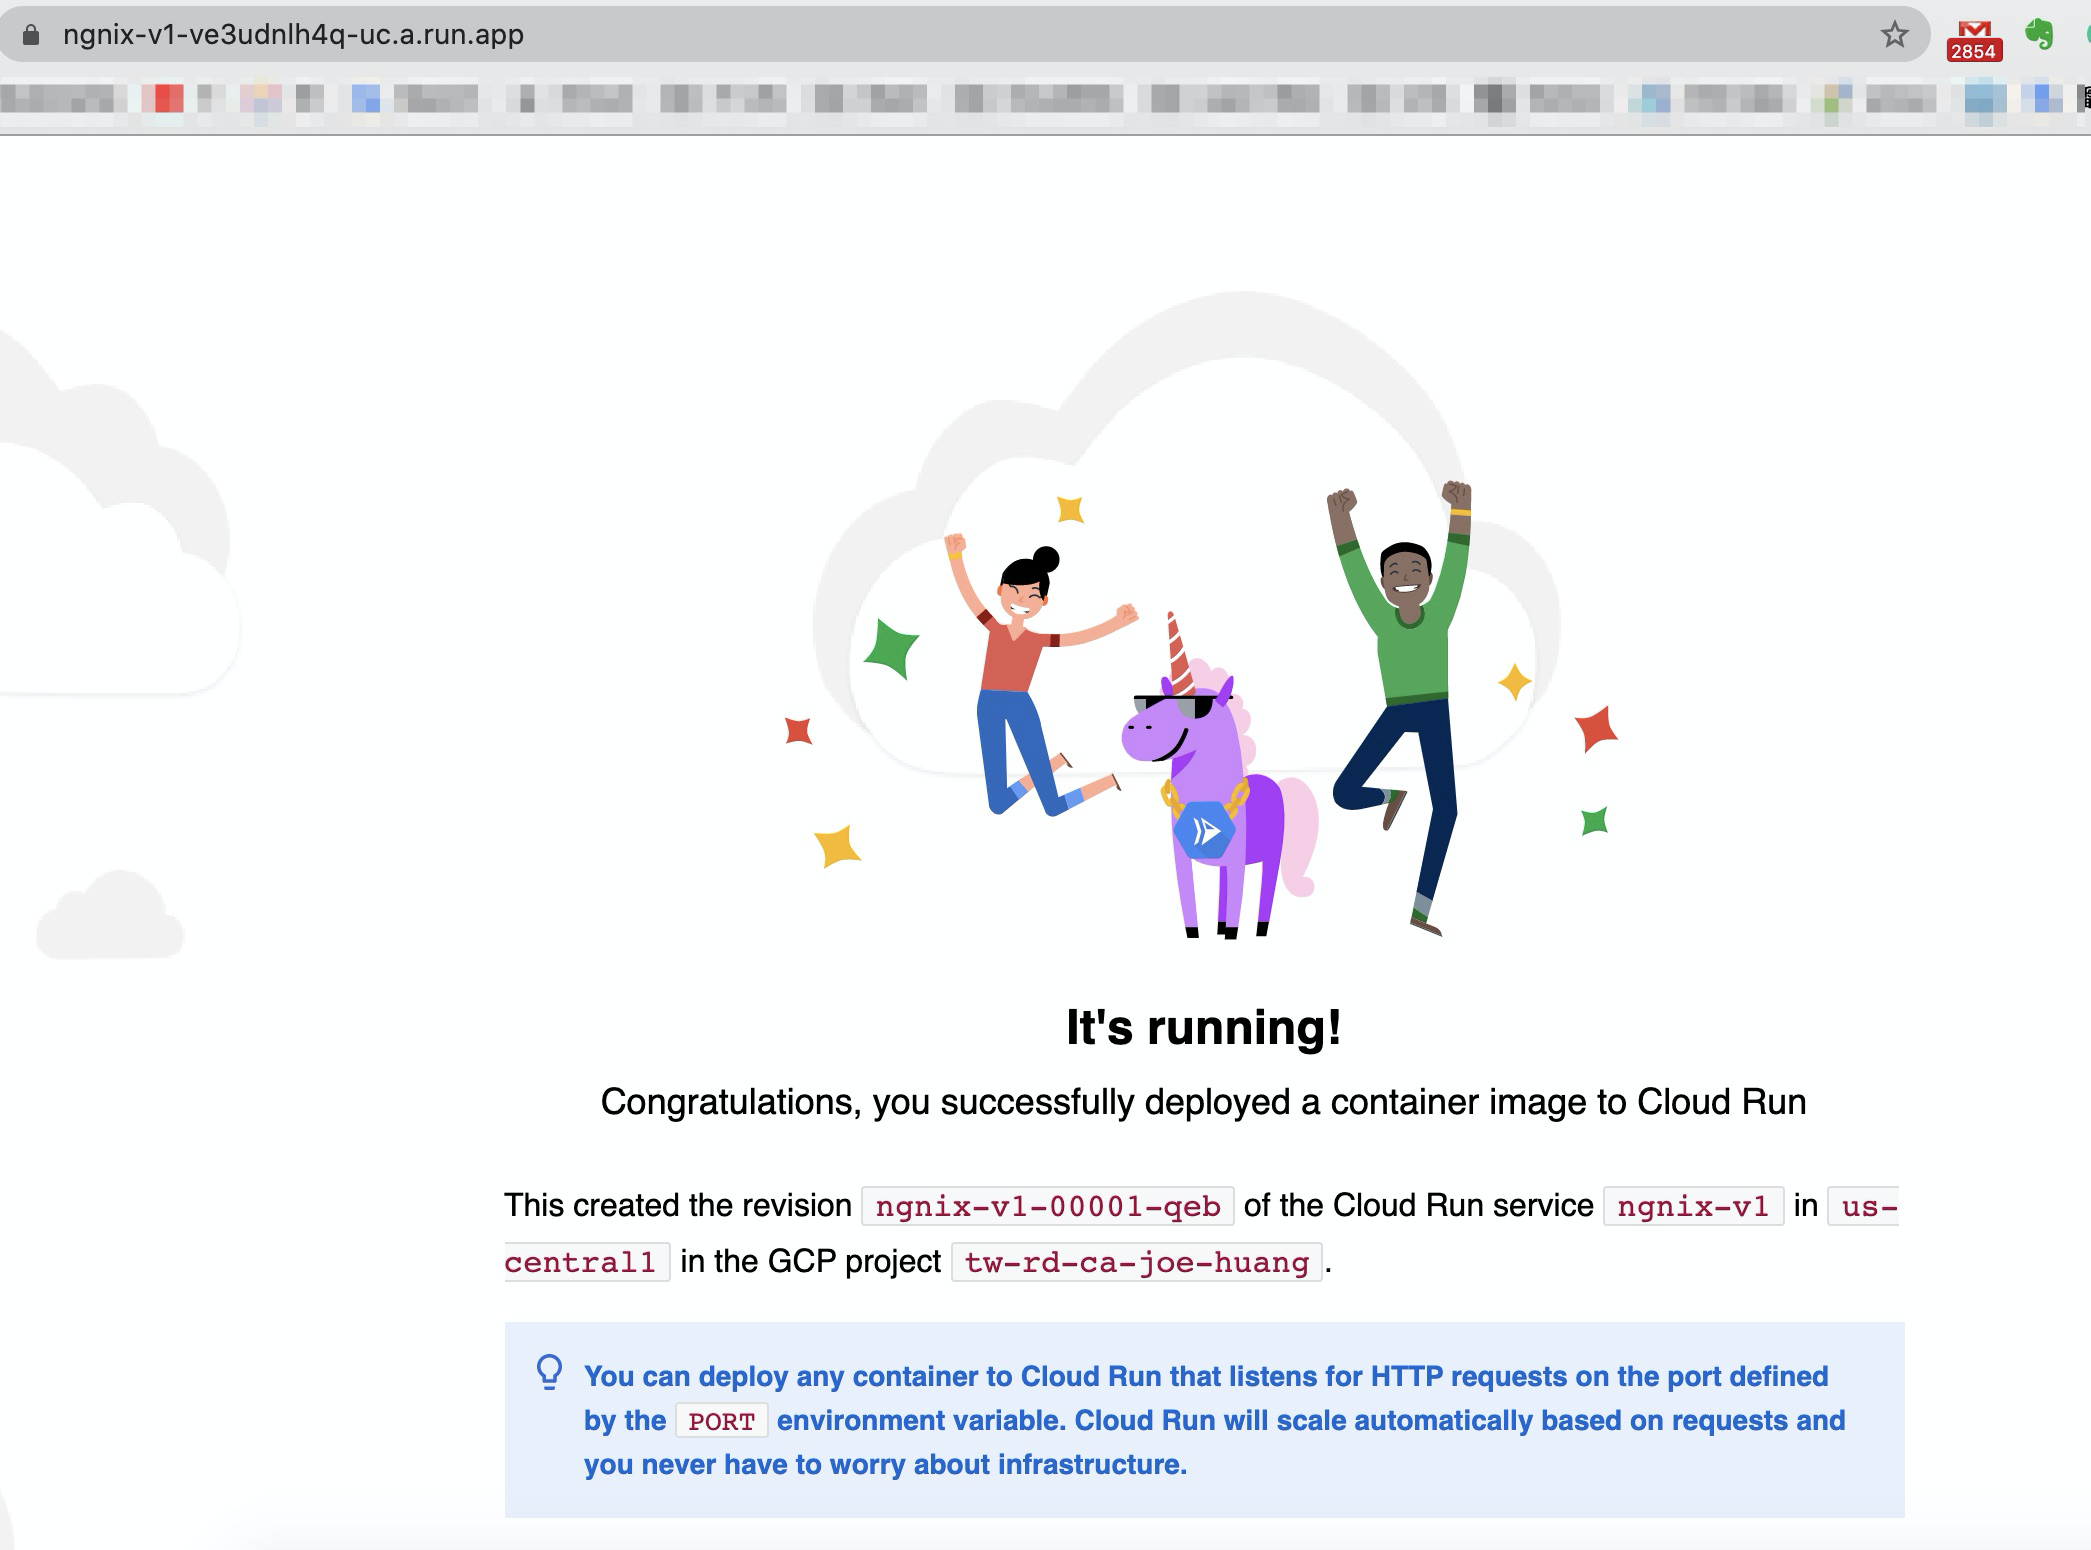 ngnix-v1-ve3udnlh4q-uc.a.run.app
2854
It's running!
Congratulations, you successfully deployed a container image to Cloud Run
This created the revision ngnix-v1-00001-qeb of the Cloud Run service ngnix-v1 in us-
central1 in the GCP project tw-rd-ca-joe-huang.
You can deploy any container to Cloud Run that listens for HTTP requests on the port defined
by the PORT environment variable. Cloud Run will scale automatically based on requests and
you never have to worry about infrastructure.